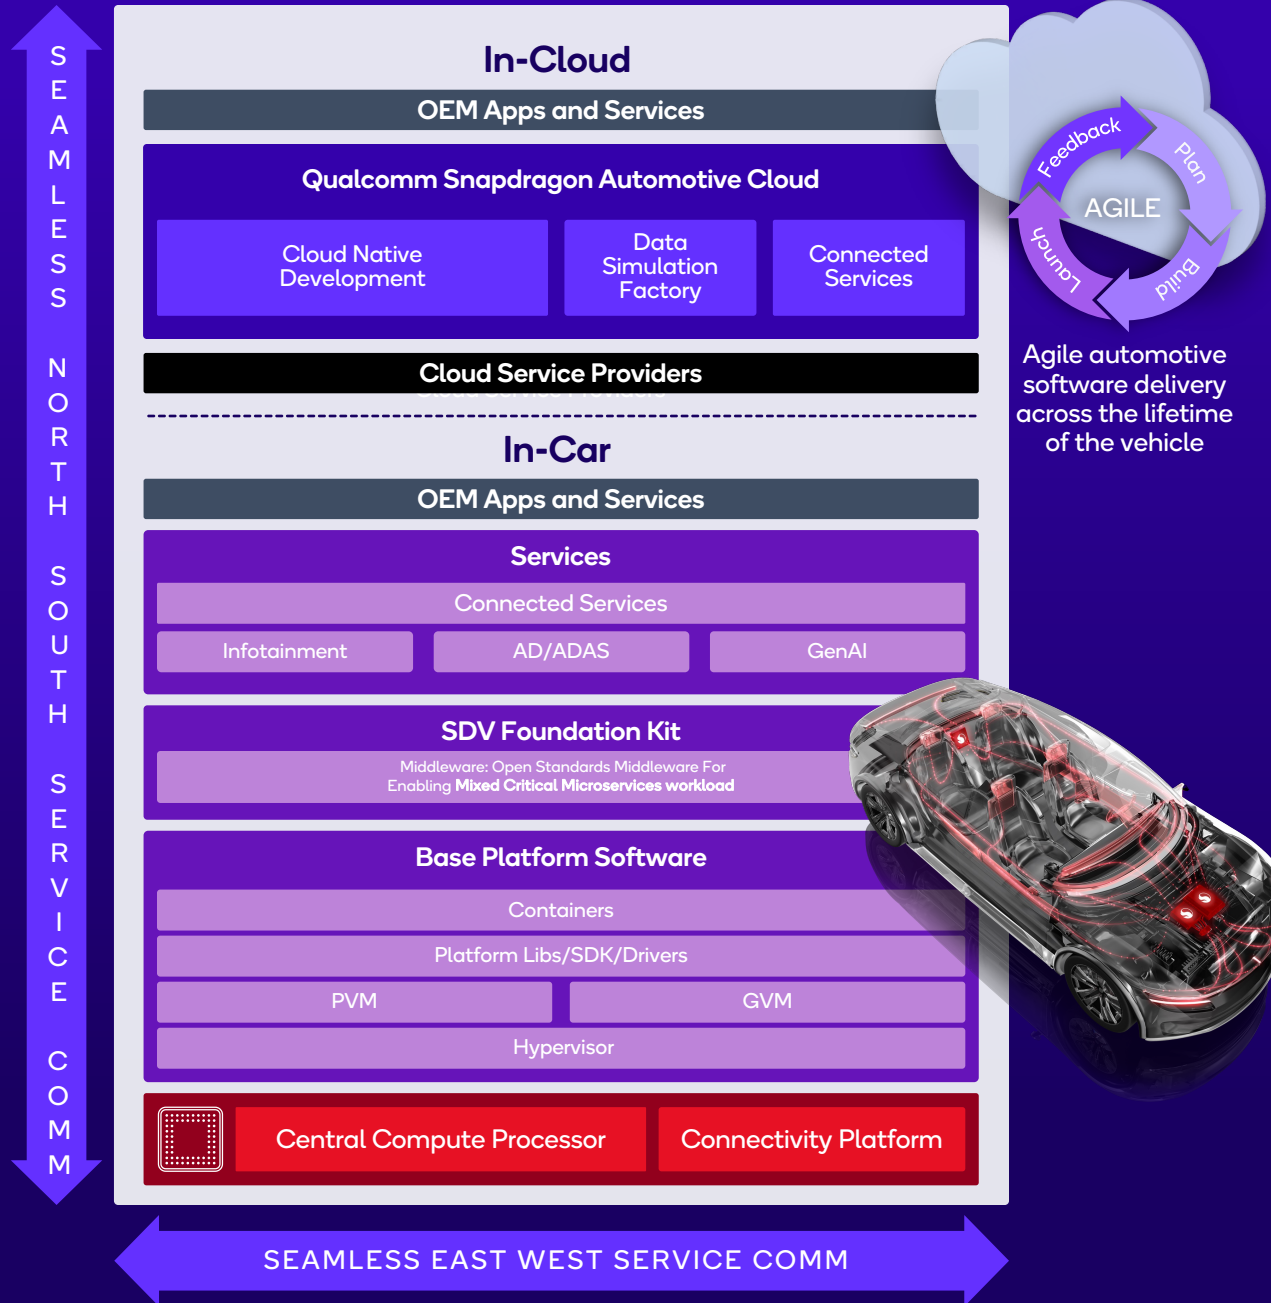 SEAMLESS NORTH SOUTH SERVICE COMM
In-Cloud
OEM Apps and Services
Qualcomm Snapdragon Automotive Cloud
Cloud Native
Development
Data
Simulation
Factory
Connected
Services
Cloud Service Providers
Cloud Service Providers
Feedback
Plan
Build
Launch
AGILE
Agile automotive
software delivery
across the lifetime
of the vehicle
In-Car
OEM Apps and Services
Services
Connected Services
Infotainment
AD/ADAS
GenAI
SDV Foundation Kit
Middleware: Open Standards Middleware For
Enabling Mixed Critical Microservices workload
Base Platform Software
Containers
Platform Libs/SDK/Drivers
PVM
GVM
Hypervisor
Central Compute Processor
Connectivity Platform
SEAMLESS EAST WEST SERVICE COMM